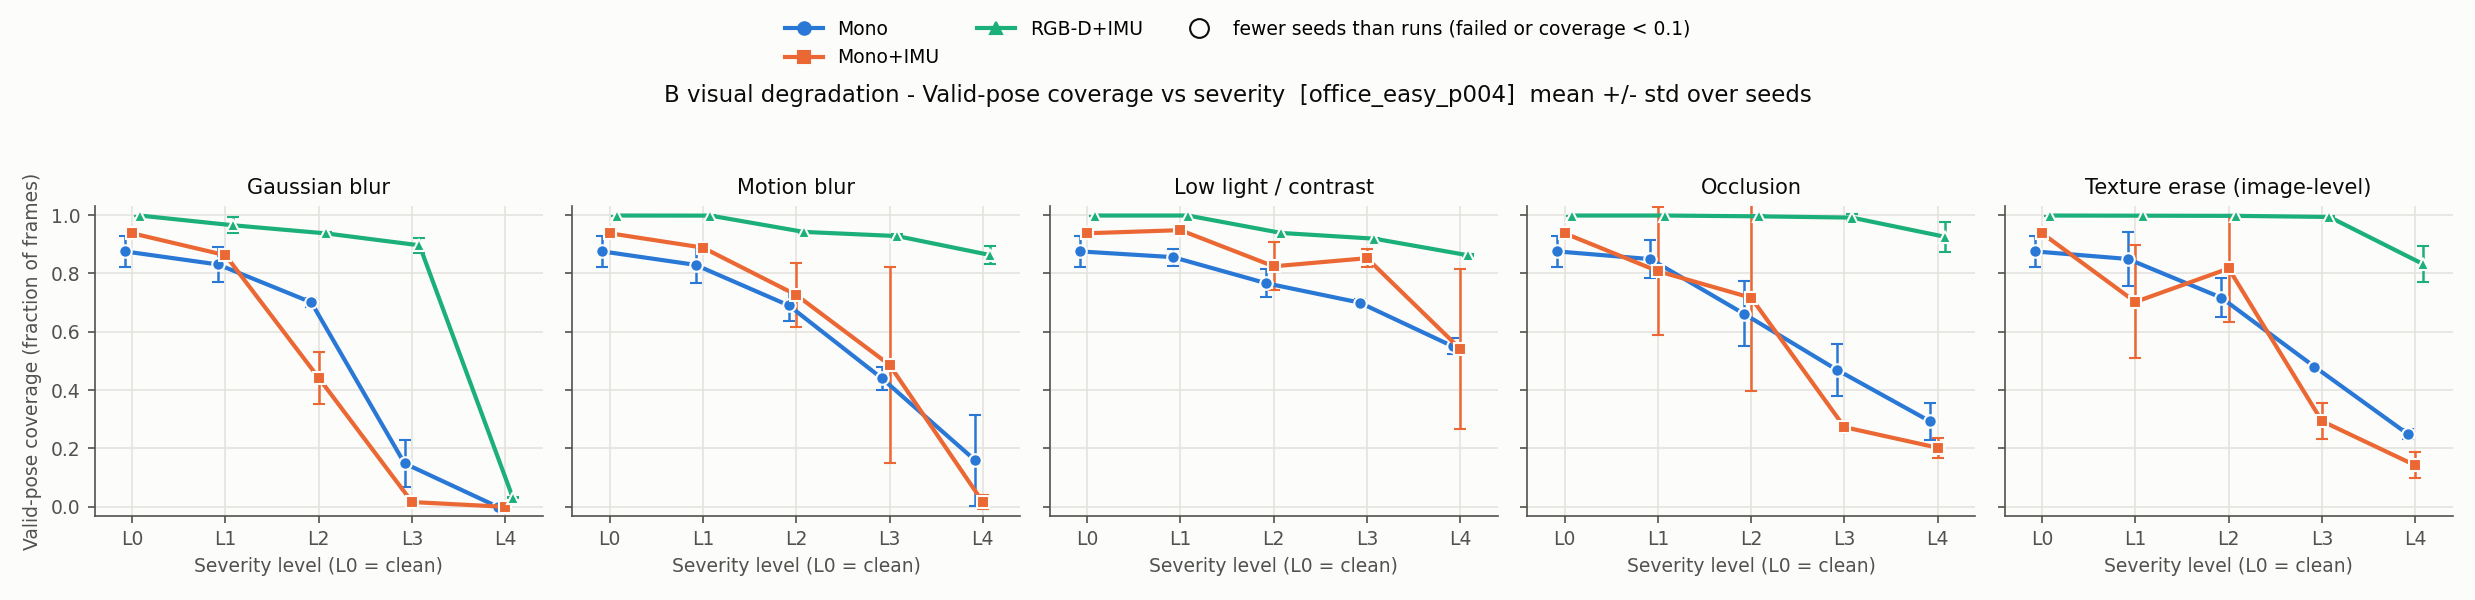 Mono
Mono+IMU
RGB-D+IMU
fewer seeds than runs (failed or coverage < 0.1)
B visual degradation - Valid-pose coverage vs severity [office_easy_p004] mean +/- std over seeds
Valid-pose coverage (fraction of frames)
1.0
0.8
0.6
0.4
0.2
0.0
Gaussian blur
L0 L1 L2 L3 L4
Severity level (L0 = clean)
Motion blur
L0 L1 L2 L3 L4
Severity level (L0 = clean)
Low light / contrast
L0 L1 L2 L3 L4
Severity level (L0 = clean)
Occlusion
L0 L1 L2 L3 L4
Severity level (L0 = clean)
Texture erase (image-level)
L0 L1 L2 L3 L4
Severity level (L0 = clean)